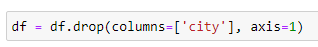 df = df.drop(columns=['city'], axis=1)